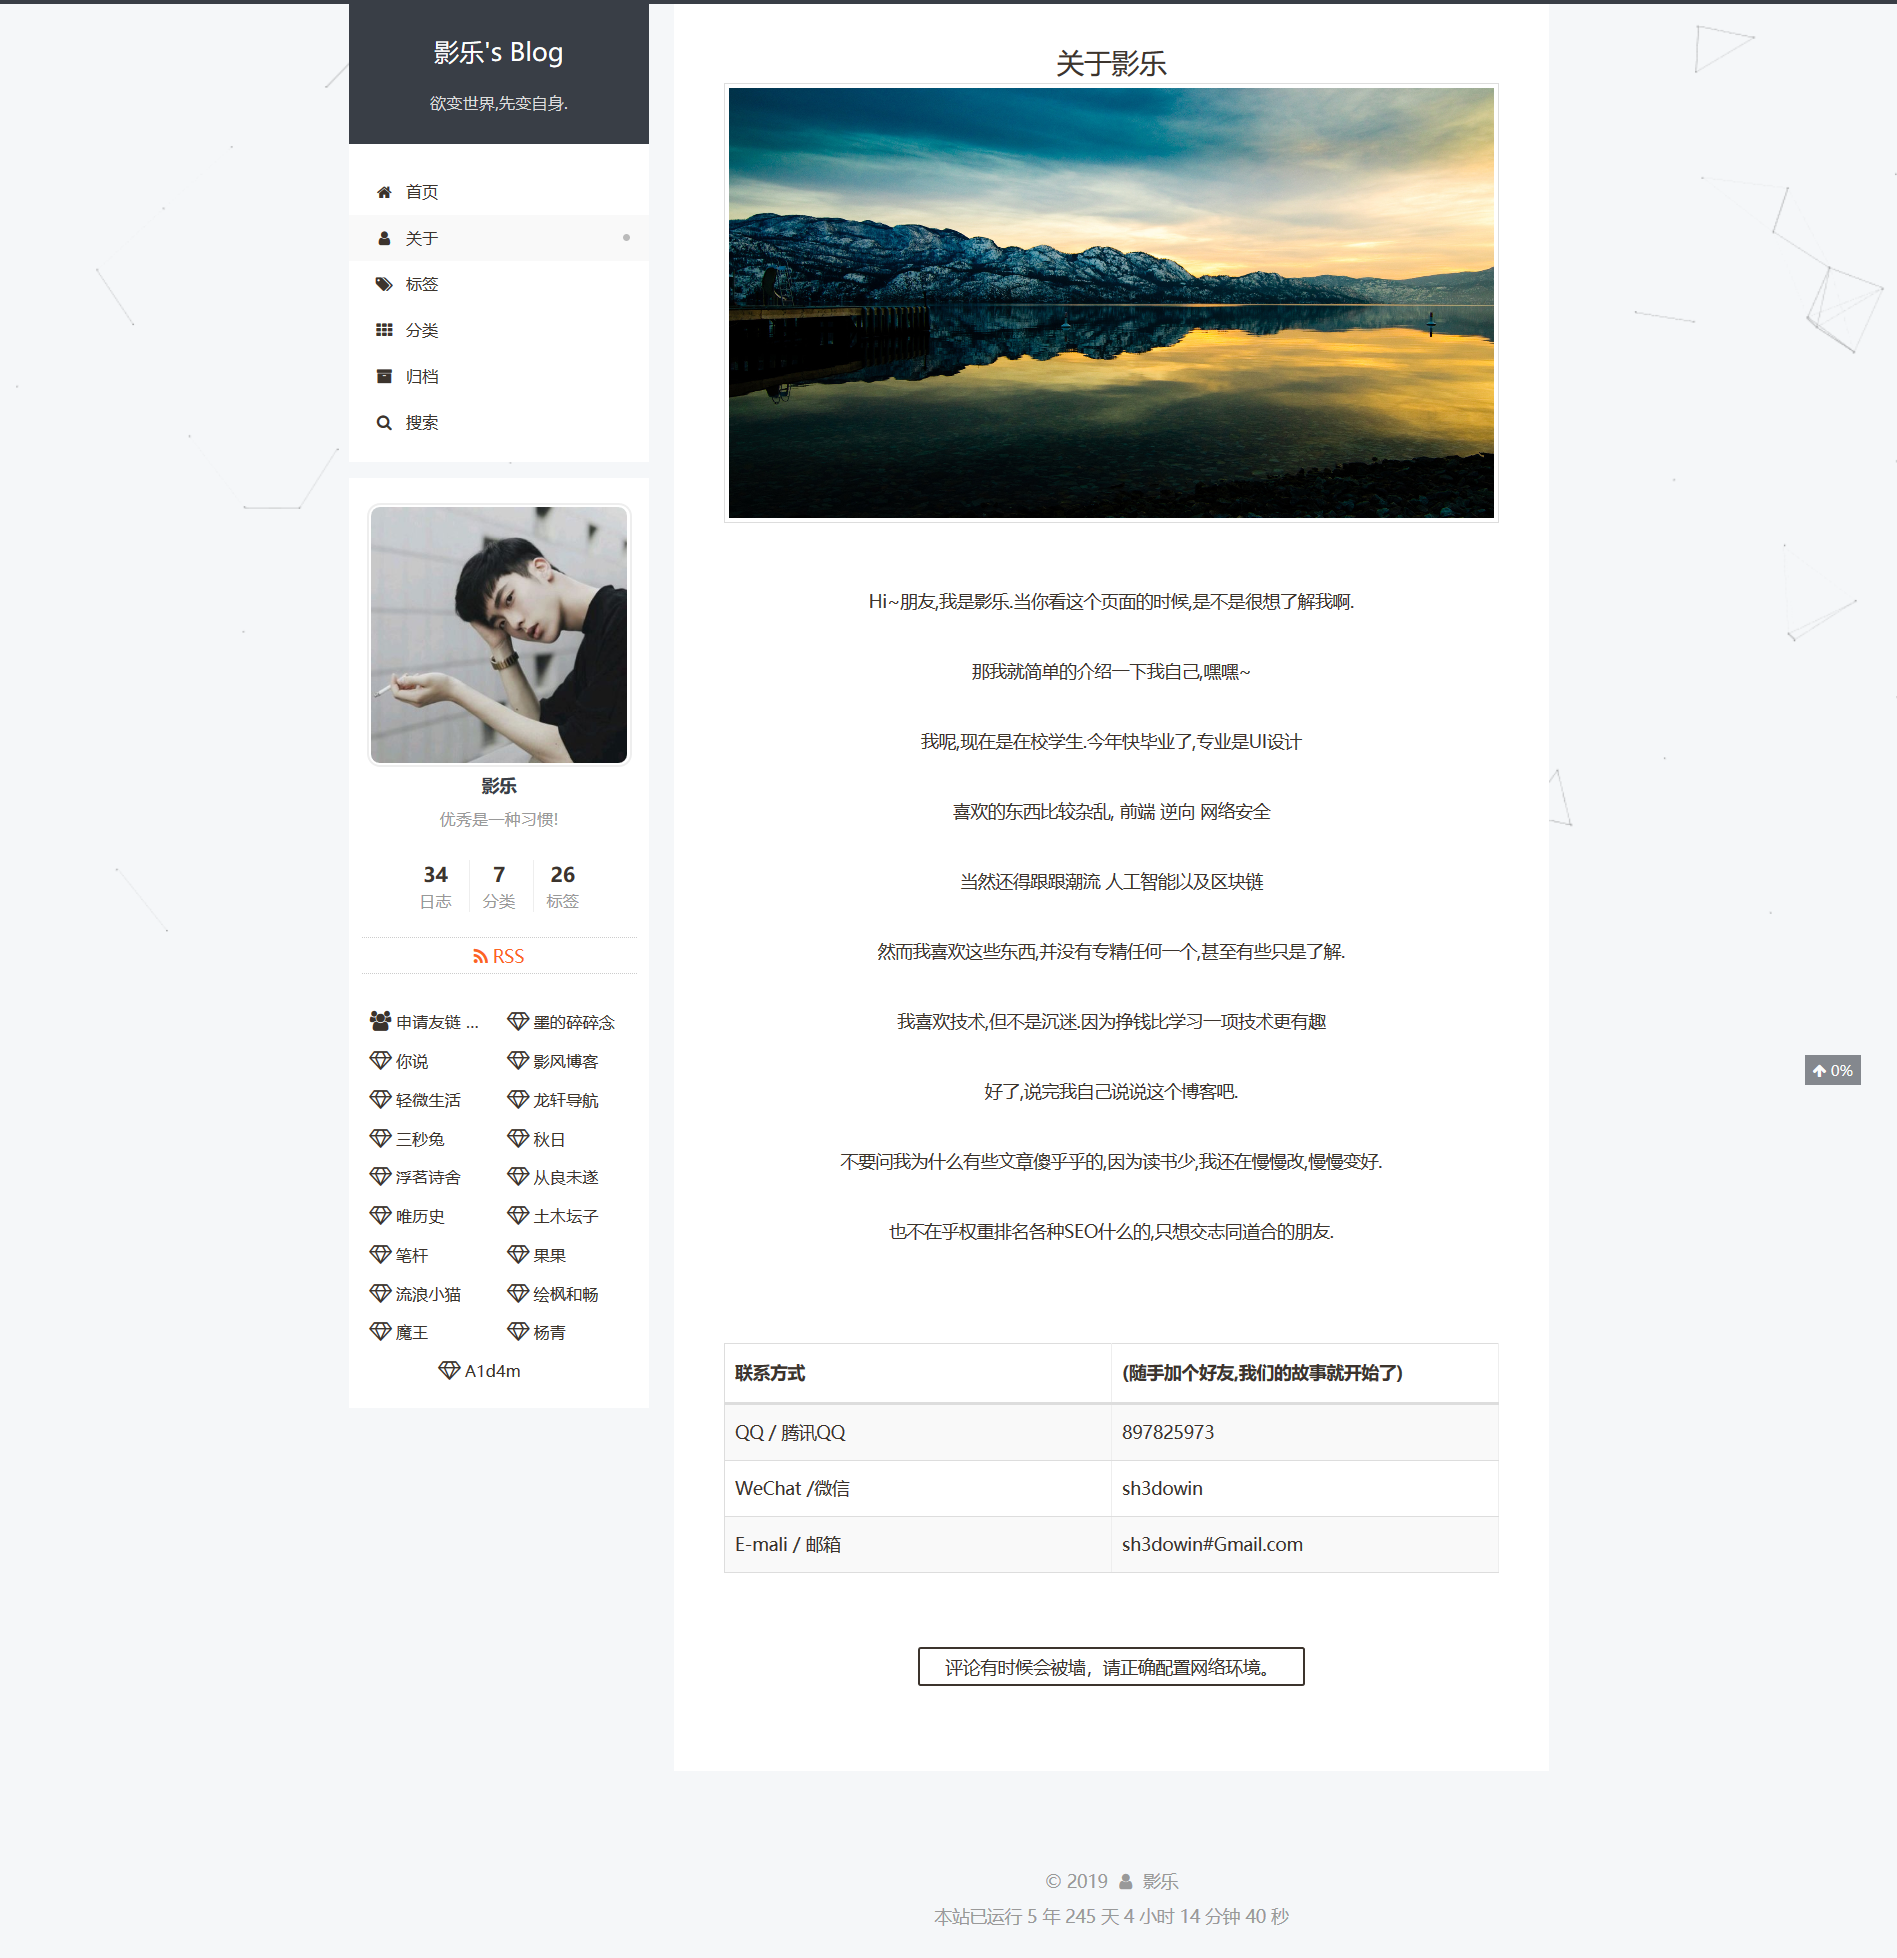 影乐's Blog
欲变世界,先变自身.
首页
关于
标签
分类
归档
搜索
影乐
优秀是一种习惯!
34 7 26
日志 分类 标签
RSS
申请友链 ... 墨的碎碎念
你说 影风博客
轻微生活 龙轩导航
三秒兔 秋日
浮茗诗舍 从良未遂
唯历史 土木坛子
笔杆 果果
流浪小猫 绘枫和畅
魔王 杨青
A1d4m
关于影乐
Hi~朋友,我是影乐.当你看这个页面的时候,是不是很想了解我啊.
那我就简单的介绍一下我自己,嘿嘿~
我呢,现在是在校学生.今年快毕业了,专业是UI设计
喜欢的东西比较杂乱, 前端 逆向 网络安全
当然还得跟跟潮流 人工智能以及区块链
然而我喜欢这些东西,并没有专精任何一个,甚至有些只是了解.
我喜欢技术,但不是沉迷.因为挣钱比学习一项技术更有趣
好了,说完我自己说说这个博客吧.
不要问我为什么有些文章傻乎乎的,因为读书少,我还在慢慢改,慢慢变好.
也不在乎权重排名各种SEO什么的,只想交志同道合的朋友.
联系方式 (随手加个好友,我们的故事就开始了)
QQ / 腾讯QQ 897825973
WeChat /微信 sh3dowin
E-mali / 邮箱 sh3dowin#Gmail.com
评论有时候会被墙，请正确配置网络环境。
0%
© 2019 影乐
本站已运行 5 年 245 天 4 小时 14 分钟 40 秒